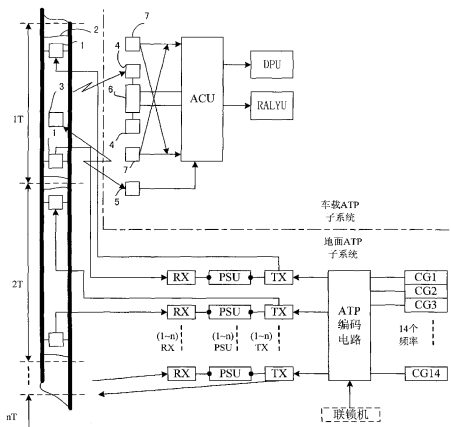 7
2
1
4
DPU
3
6
ACU
1T
RALYU
1
4
7
5
车载ATP
子系统
地面ATP
子系统
RX
PSU
TX
CG1
CG2
2T
RX
PSU
TX
ATP
编码
电路
CG3
(1~n)
RX
(1~n)
PSU
(1~n)
TX
14个
频率
RX
PSU
TX
CG14
nT
联锁机